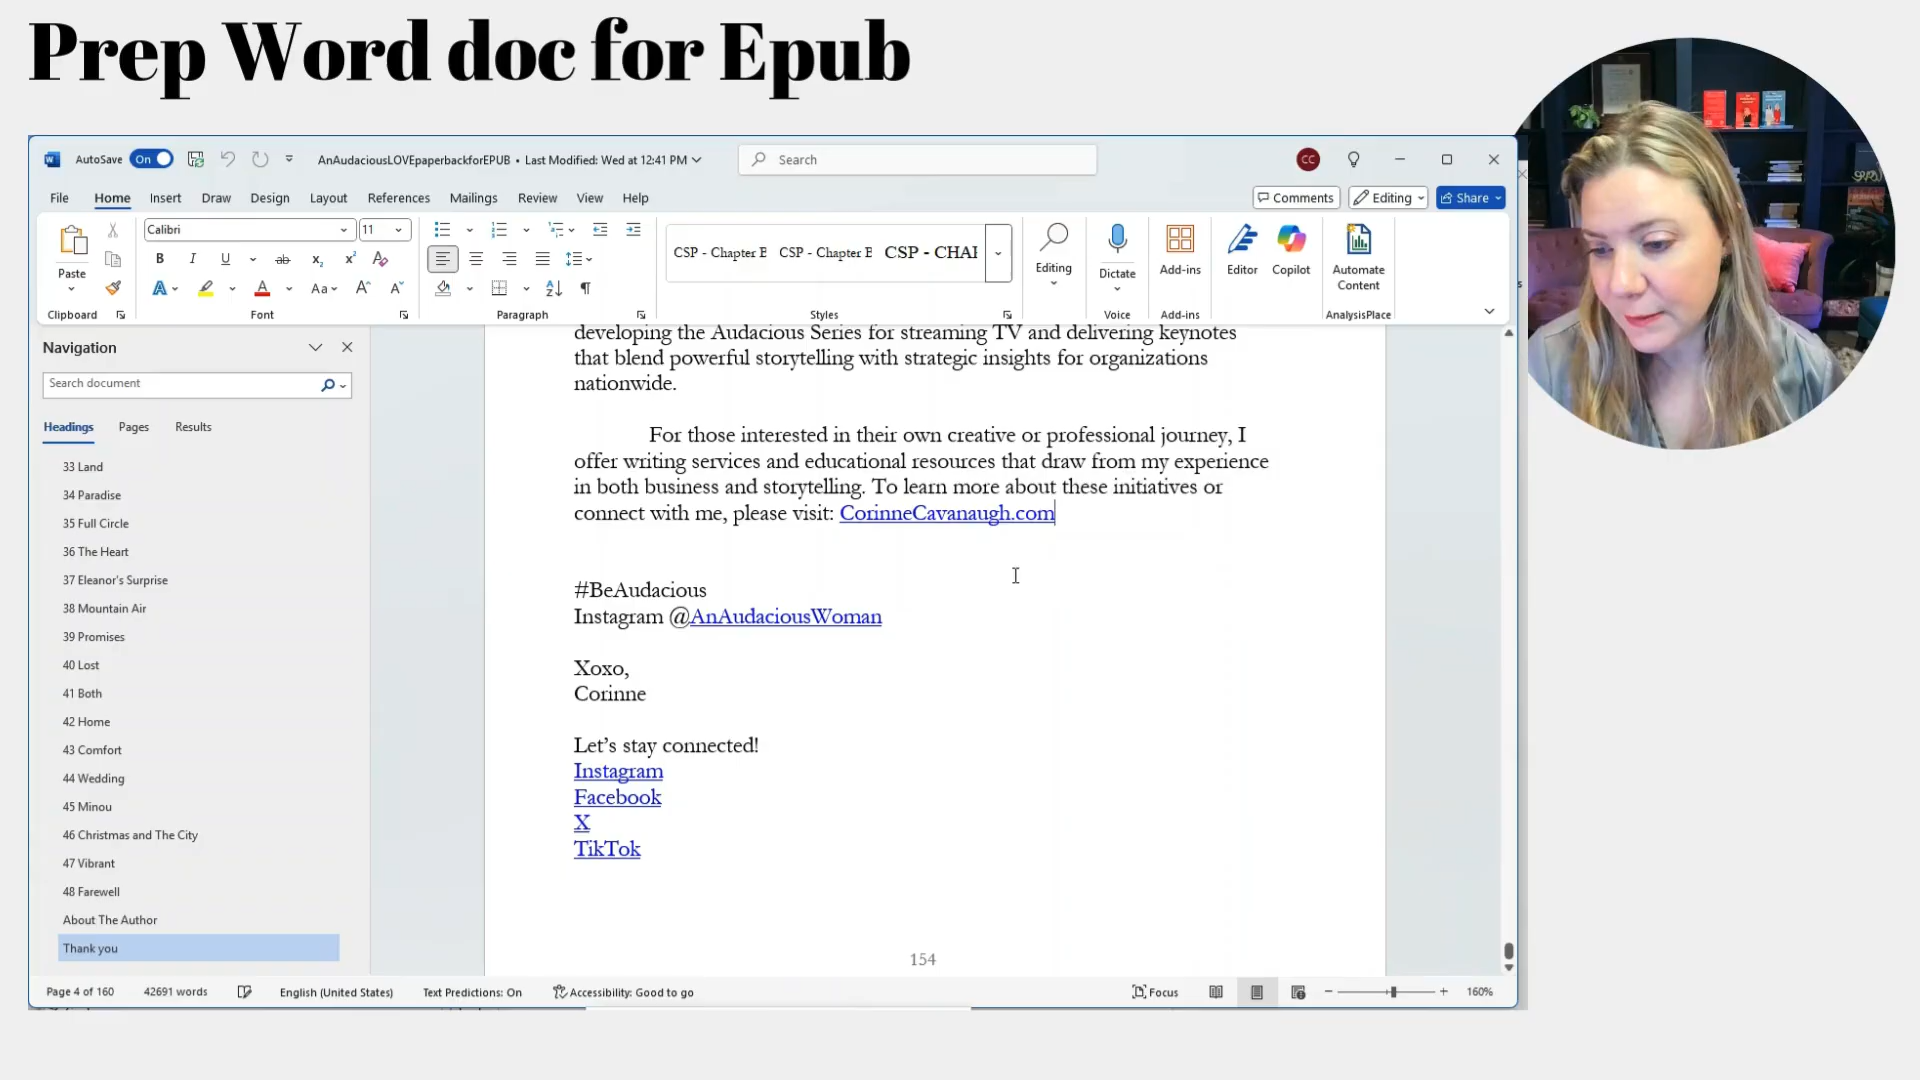 Prep Word doc for Epub
AutoSave On AnAudaciousLOVEpaperbackforEPUB • Last Modified: Wed at 12:41 PM Search CC
File Home Insert Draw Design Layout References Mailings Review View Help Comments Editing Share
Paste Calibri 11 CSP - Chapter E CSP - Chapter E CSP - CHAI Editing Dictate Add-ins Editor Copilot Automate Content
Clipboard Font Paragraph Styles Voice Add-ins AnalysisPlace
Navigation
Search document
Headings Pages Results
33 Land
34 Paradise
35 Full Circle
36 The Heart
37 Eleanor's Surprise
38 Mountain Air
39 Promises
40 Lost
41 Both
42 Home
43 Comfort
44 Wedding
45 Minou
46 Christmas and The City
47 Vibrant
48 Farewell
About The Author
Thank you
developing the Audacious Series for streaming TV and delivering keynotes
that blend powerful storytelling with strategic insights for organizations
nationwide.
For those interested in their own creative or professional journey, I
offer writing services and educational resources that draw from my experience
in both business and storytelling. To learn more about these initiatives or
connect with me, please visit: CorinneCavanaugh.com
#BeAudacious
Instagram @AnAudaciousWoman
Xoxo,
Corinne
Let’s stay connected!
Instagram
Facebook
X
TikTok
154
Page 4 of 160 42691 words English (United States) Text Predictions: On Accessibility: Good to go Focus 160%